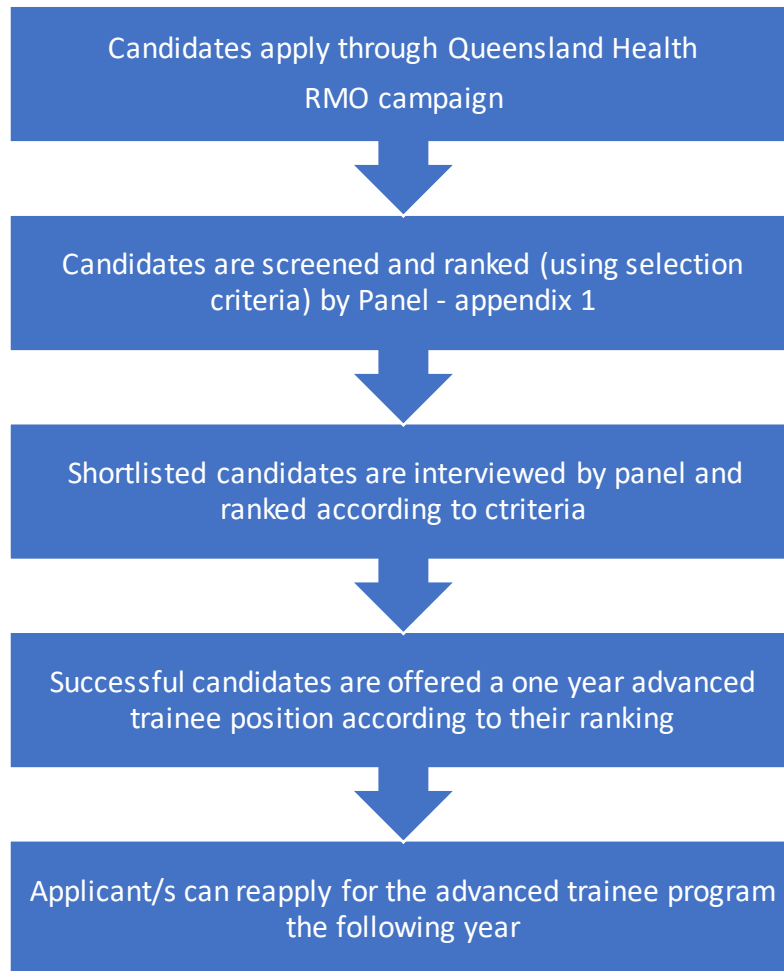 Candidates apply through Queensland Health
RMO campaign
Candidates are screened and ranked (using selection
criteria) by Panel - appendix 1
Shortlisted candidates are interviewed by panel and
ranked according to ctriteria
Successful candidates are offered a one year advanced
trainee position according to their ranking
Applicant/s can reapply for the advanced trainee program
the following year